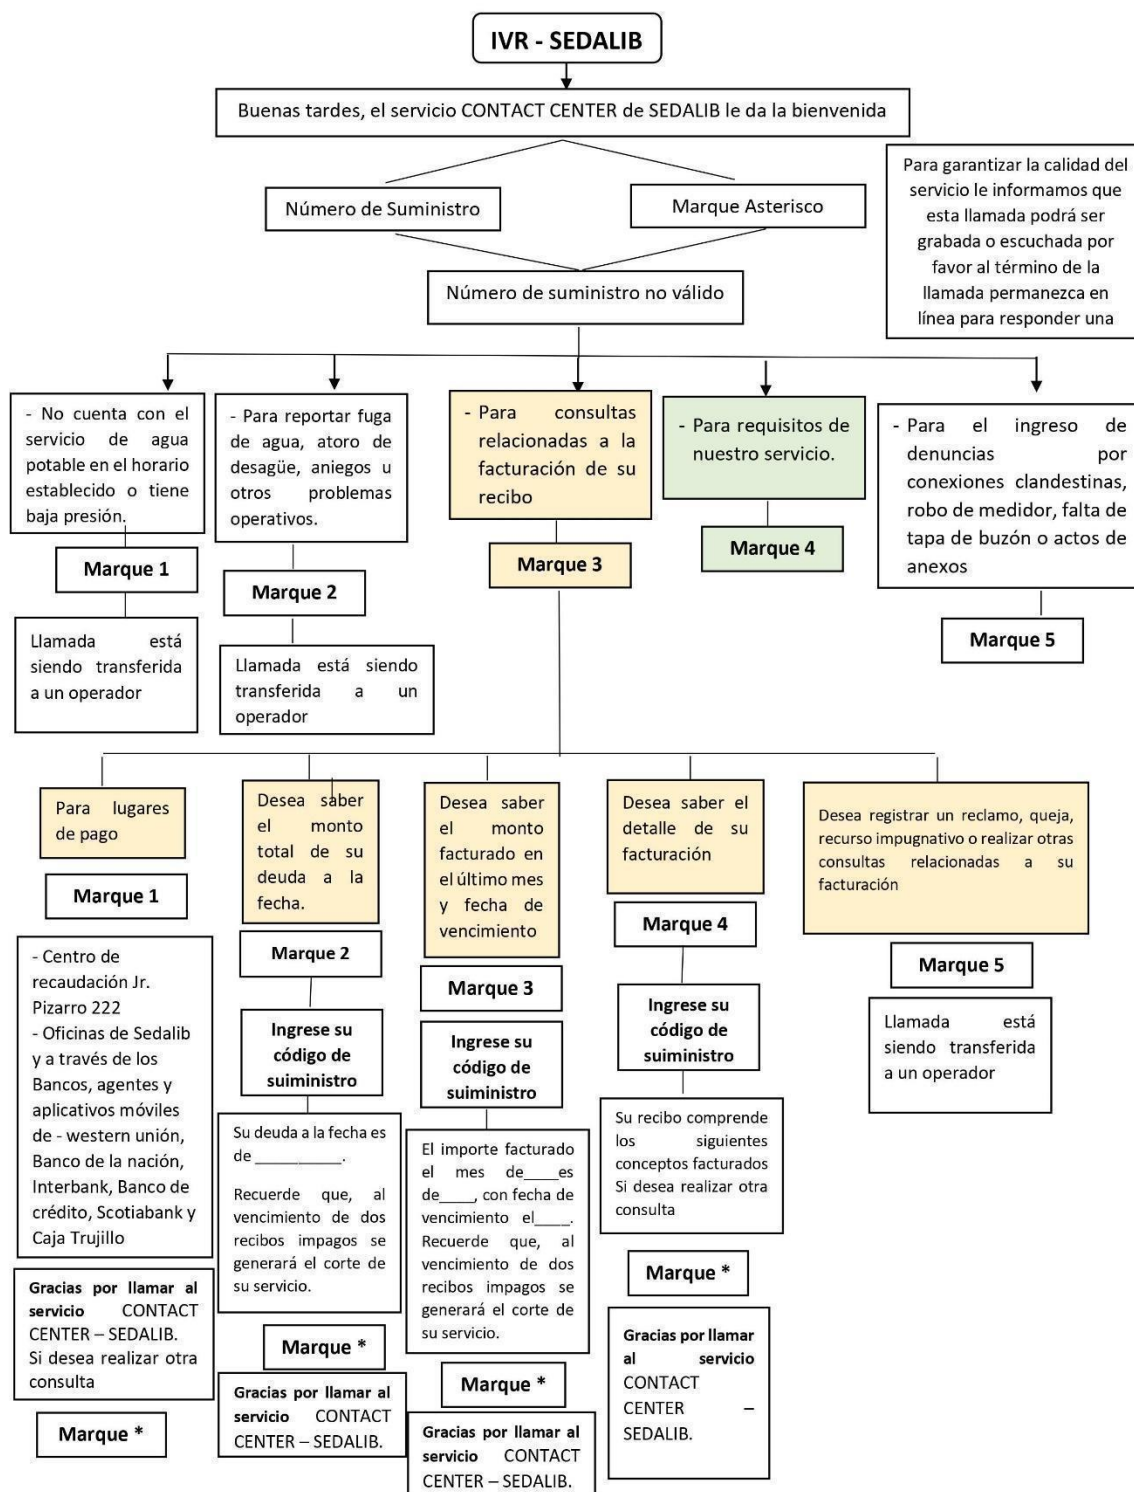 IVR - SEDALIB
Buenas tardes, el servicio CONTACT CENTER de SEDALIB le da la bienvenida
Número de Suministro
Marque Asterisco
Para garantizar la calidad del
servicio le informamos que
esta llamada podrá ser
grabada o escuchada por
favor al término de la
llamada permanezca en
línea para responder una
Número de suministro no válido
- No cuenta con el
servicio de agua
potable en el horario
establecido o tiene
baja presión.
Marque 1
Llamada está
siendo transferida
a un operador
- Para reportar fuga
de agua, atoro de
desagüe, aniegos u
otros problemas
operativos.
Marque 2
Llamada está siendo
transferida a un
operador
- Para consultas
relacionadas a la
facturación de su
recibo
Marque 3
- Para requisitos de
nuestro servicio.
Marque 4
- Para el ingreso de
denuncias por
conexiones clandestinas,
robo de medidor, falta de
tapa de buzón o actos de
anexos
Marque 5
Para lugares
de pago
Marque 1
- Centro de
recaudación Jr.
Pizarro 222
- Oficinas de Sedalib
y a través de los
Bancos, agentes y
aplicativos móviles
de - western unión,
Banco de la nación,
Interbank, Banco de
crédito, Scotiabank y
Caja Trujillo
Gracias por llamar al
servicio CONTACT
CENTER – SEDALIB.
Si desea realizar otra
consulta
Marque *
Desea saber
el monto
total de su
deuda a la
fecha.
Marque 2
Ingrese su
código de
suiministro
Su deuda a la fecha es
de __________.
Recuerde que, al
vencimiento de dos
recibos impagos se
generará el corte de
su servicio.
Marque *
Gracias por llamar al
servicio CONTACT
CENTER – SEDALIB.
Desea saber
el monto
facturado en
el último mes
y fecha de
vencimiento
Marque 3
Ingrese su
código de
suiministro
El importe facturado
el mes de____es
de____, con fecha de
vencimiento el____.
Recuerde que, al
vencimiento de dos
recibos impagos se
generará el corte de
su servicio.
Marque *
Gracias por llamar al
servicio CONTACT
CENTER – SEDALIB.
Desea saber el
detalle de su
facturación
Marque 4
Ingrese su
código de
suiministro
Su recibo comprende
los siguientes
conceptos facturados
Si desea realizar otra
consulta
Marque *
Gracias por llamar
al servicio
CONTACT
CENTER –
SEDALIB.
Desea registrar un reclamo, queja,
recurso impugnativo o realizar otras
consultas relacionadas a su
facturación
Marque 5
Llamada está
siendo transferida
a un operador